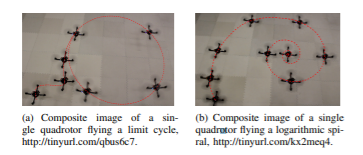 (a) Composite image of a sin-
gle quadrotor flying a limit cycle,
http://tinyurl.com/qbus6c7.
(b) Composite image of a single
quadrotor flying a logarithmic spi-
ral, http://tinyurl.com/kx2meq4.